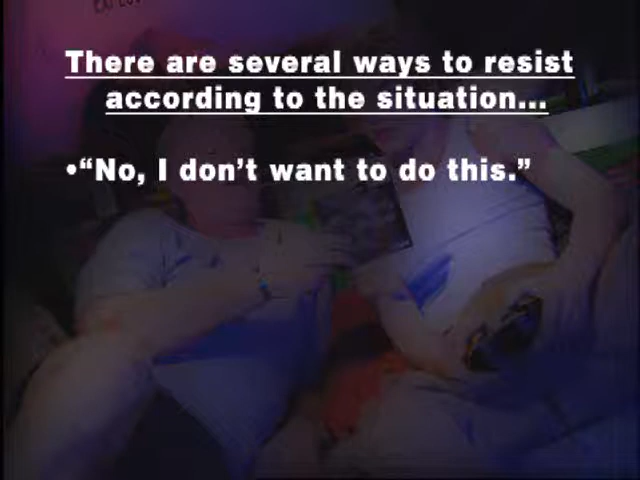 There are several ways to resist
according to the situation...
•“No, I don’t want to do this.”